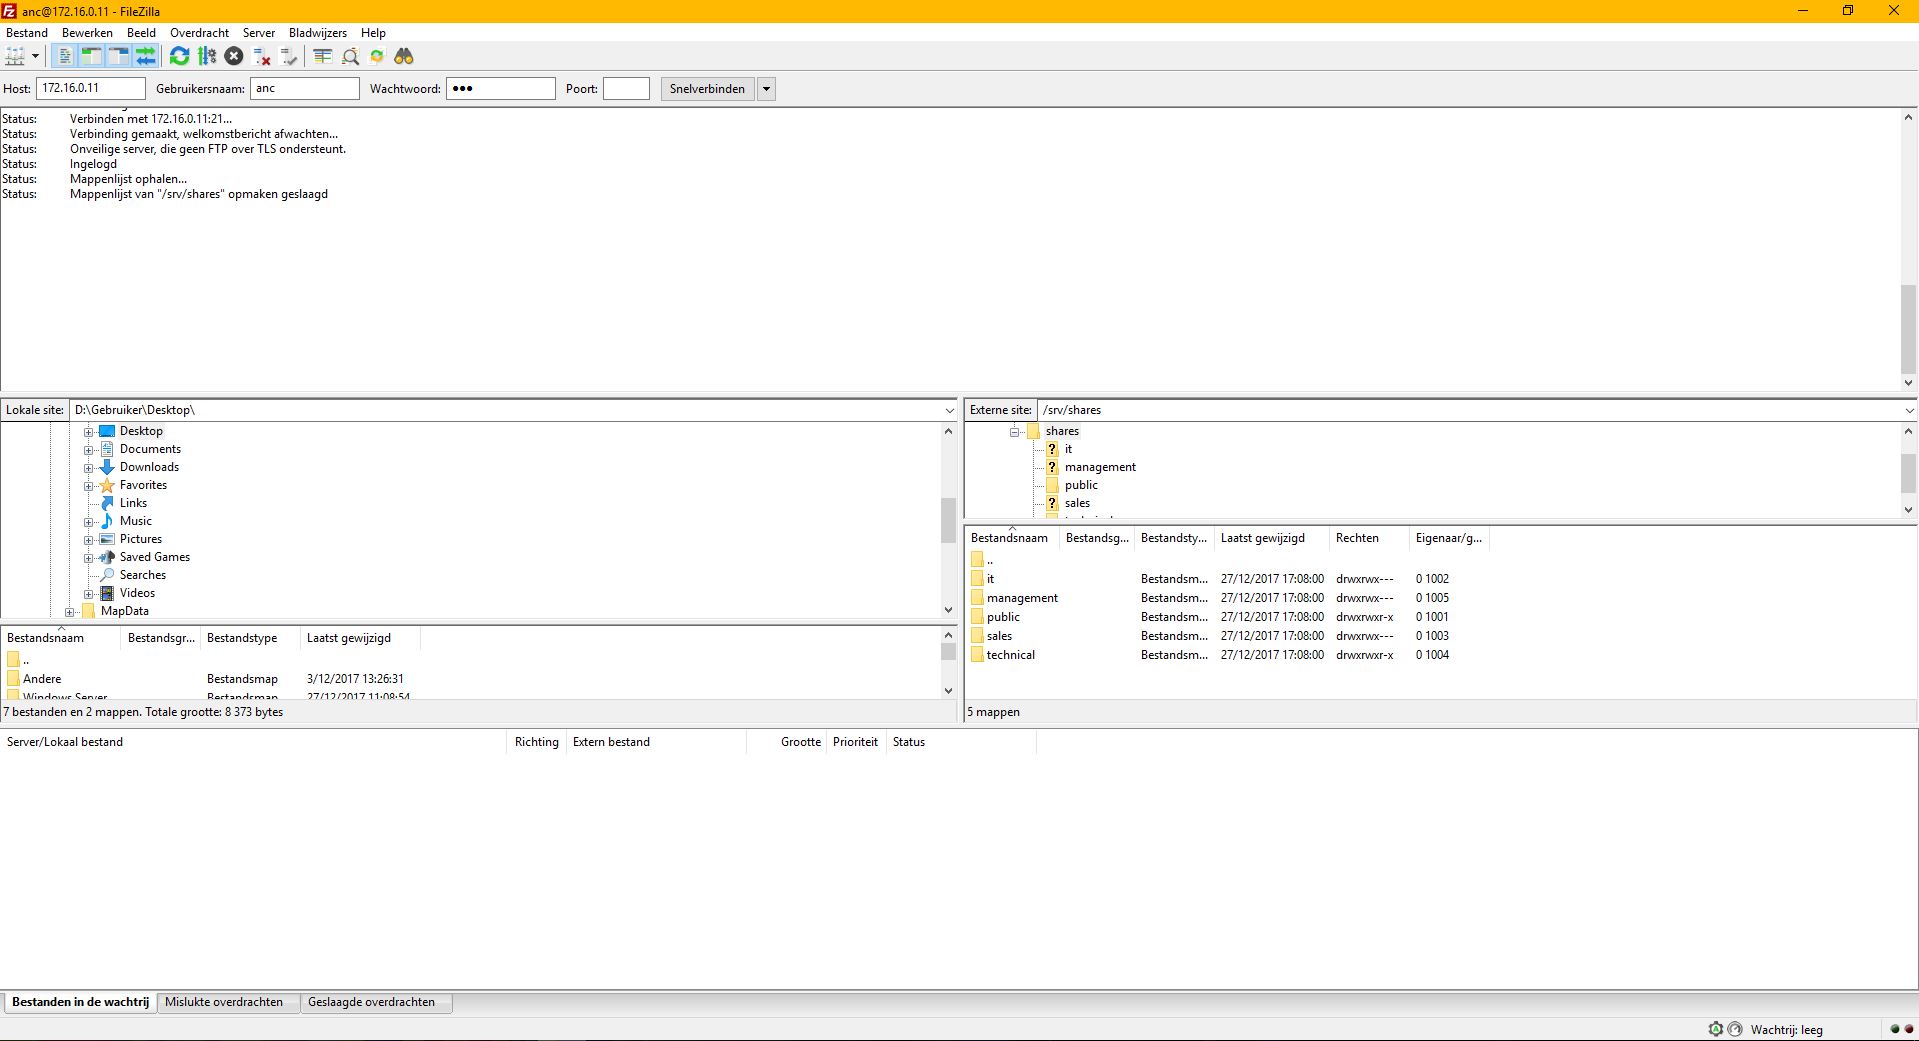 anc@172.16.0.11 - FileZilla
Bestand Bewerken Beeld Overdracht Server Bladwijzers Help
Host: 172.16.0.11 Gebruikersnaam: anc Wachtwoord: ●●● Poort: Snelverbinden
Status: Verbinden met 172.16.0.11:21...
Status: Verbinding gemaakt, welkomstbericht afwachten...
Status: Onveilige server, die geen FTP over TLS ondersteunt.
Status: Ingelogd
Status: Mappenlijst ophalen...
Status: Mappenlijst van "/srv/shares" opmaken geslaagd
Lokale site: D:\Gebruiker\Desktop\
Desktop
Documents
Downloads
Favorites
Links
Music
Pictures
Saved Games
Searches
Videos
MapData
Bestandsnaam Bestandsgr... Bestandstype Laatst gewijzigd
..
Andere Bestandsmap 3/12/2017 13:26:31
Windows Server Bestandsmap 27/12/2017 11:08:54
7 bestanden en 2 mappen. Totale grootte: 8 373 bytes
Externe site: /srv/shares
shares
? it
? management
public
? sales
Bestandsnaam Bestandsg... Bestandsty... Laatst gewijzigd Rechten Eigenaar/g...
..
it Bestandsm... 27/12/2017 17:08:00 drwxrwx--- 0 1002
management Bestandsm... 27/12/2017 17:08:00 drwxrwx--- 0 1005
public Bestandsm... 27/12/2017 17:08:00 drwxrwxr-x 0 1001
sales Bestandsm... 27/12/2017 17:08:00 drwxrwx--- 0 1003
technical Bestandsm... 27/12/2017 17:08:00 drwxrwxr-x 0 1004
5 mappen
Server/Lokaal bestand Richting Extern bestand Grootte Prioriteit Status
Bestanden in de wachtrij Mislukte overdrachten Geslaagde overdrachten
Wachtrij: leeg